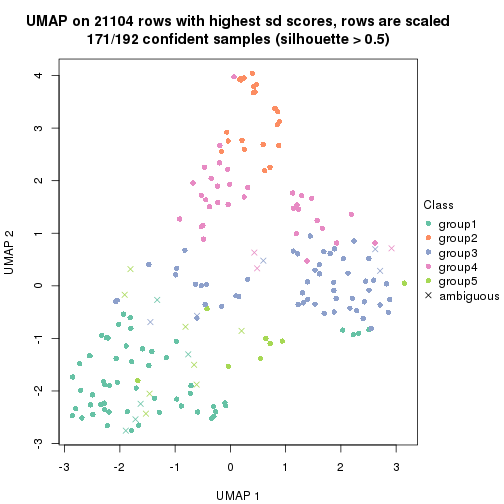 UMAP on 21104 rows with highest sd scores, rows are scaled
171/192 confident samples (silhouette > 0.5)
4
3
2
1
0
-1
-2
-3
UMAP 2
-3
-2
-1
0
1
2
3
UMAP 1
Class
group1
group2
group3
group4
group5
ambiguous